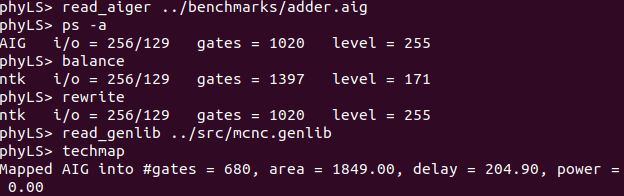 phyLS> read_aiger ../benchmarks/adder.aig
phyLS> ps -a
AIG   i/o = 256/129   gates = 1020   level = 255
phyLS> balance
ntk   i/o = 256/129   gates = 1397   level = 171
phyLS> rewrite
ntk   i/o = 256/129   gates = 1020   level = 255
phyLS> read_genlib ../src/mcnc.genlib
phyLS> techmap
Mapped AIG into #gates = 680, area = 1849.00, delay = 204.90, power =
 0.00